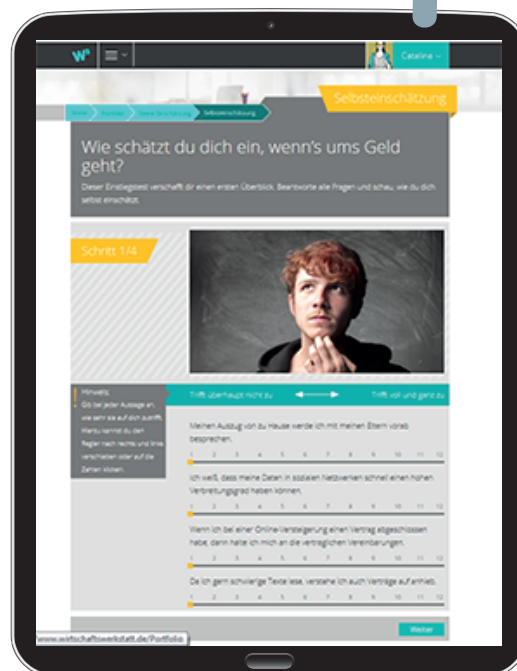 W°
Catalina
Selbsteinschätzung
Home Portfolio Deine Einschätzung Selbsteinschätzung
Wie schätzt du dich ein, wenn's ums Geld
geht?
Dieser Einstiegstest verschafft dir einen ersten Überblick. Beantworte alle Fragen und schau, wie du dich
selbst einschätzt.
Schritt 1/4
Hinweis:
Gib bei jeder Aussage an,
wie sehr sie auf dich zutrifft.
Hierzu kannst du den
Regler nach rechts und links
verschieben oder auf die
Zahlen klicken.
Trifft überhaupt nicht zu Trifft voll und ganz zu
Meinen Auszug von zu Hause werde ich mit meinen Eltern vorab
besprechen.
1 2 3 4 5 6 7 8 9 10 11 12
Ich weiß, dass meine Daten in sozialen Netzwerken schnell einen hohen
Verbreitungsgrad haben können.
1 2 3 4 5 6 7 8 9 10 11 12
Wenn ich bei einer Online-Versteigerung einen Vertrag abgeschlossen
habe, dann halte ich mich an die vertraglichen Vereinbarungen.
1 2 3 4 5 6 7 8 9 10 11 12
Da ich gern schwierige Texte lese, verstehe ich auch Verträge auf anhieb.
1 2 3 4 5 6 7 8 9 10 11 12
Weiter
www.wirtschaftswerkstatt.de/Portfolio